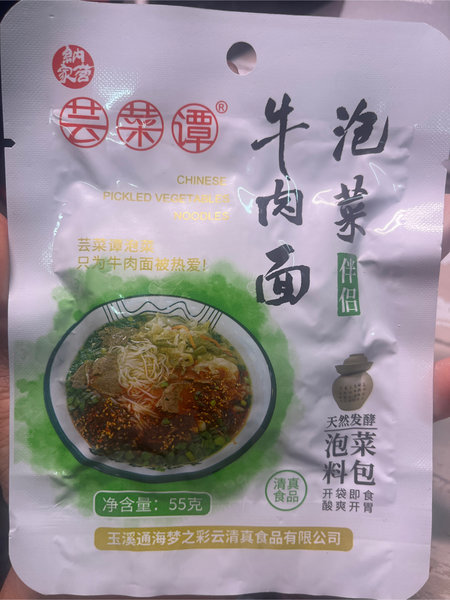 納家营
芸菜谭®
CHINESE
PICKLED VEGETABLES
NOODLES
芸菜谭泡菜
只为牛肉面被热爱！
泡菜
伴侣
牛肉面
天然发酵
泡菜
料包
开袋即食
酸爽开胃
清真
食品
净含量：55克
玉溪通海梦之彩云清真食品有限公司